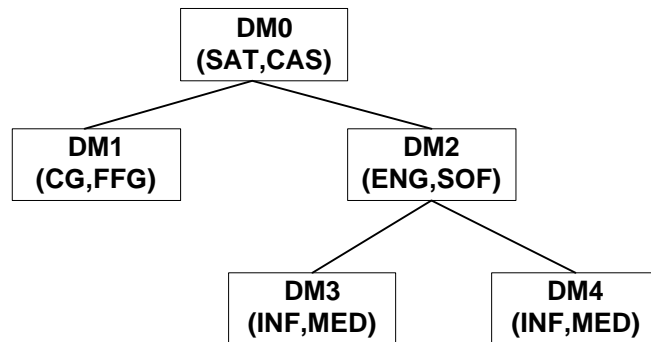 DM0
(SAT,CAS)
DM1
(CG,FFG)
DM2
(ENG,SOF)
DM3
(INF,MED)
DM4
(INF,MED)